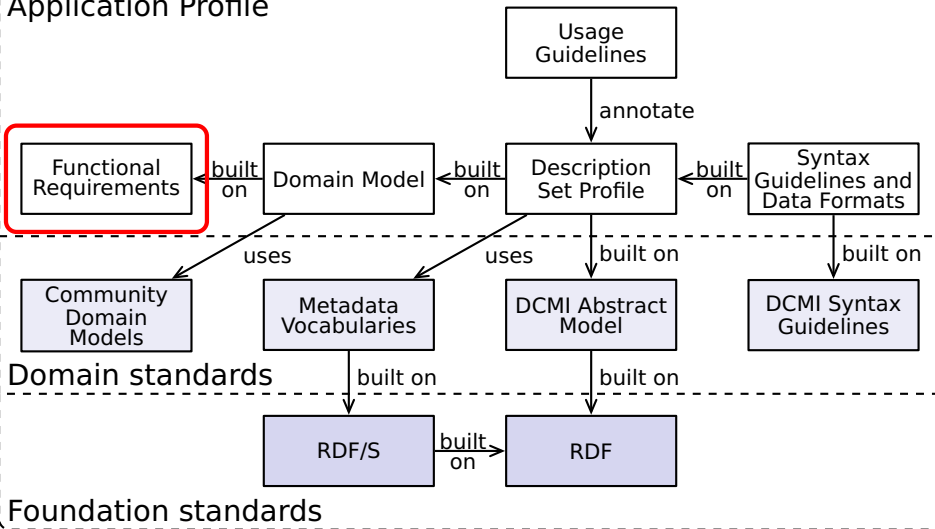 Application Profile
Usage
Guidelines
annotate
Functional
Requirements
built
on
Domain Model
built
on
Description
Set Profile
built
on
Syntax
Guidelines and
Data Formats
uses
uses
built on
built on
Community
Domain
Models
Metadata
Vocabularies
DCMI Abstract
Model
DCMI Syntax
Guidelines
Domain standards
built on
built on
RDF/S
built
on
RDF
Foundation standards